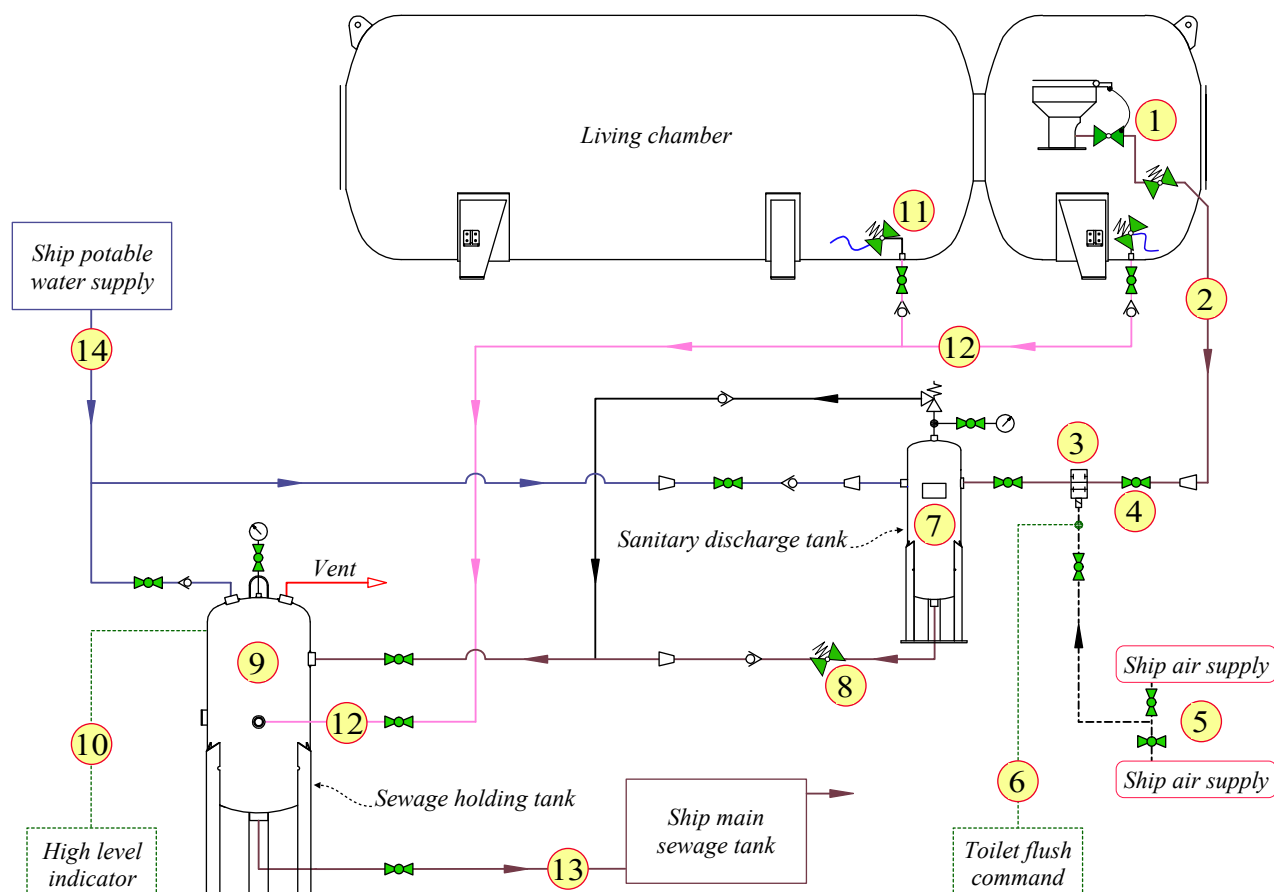 1
Living chamber
11
Ship potable
water supply
2
14
12
3
4
7
Sanitary discharge tank
Vent
9
8
Ship air supply
5
12
10
6
Ship air supply
Sewage holding tank
Ship main
sewage tank
High level
indicator
13
Toilet flush
command